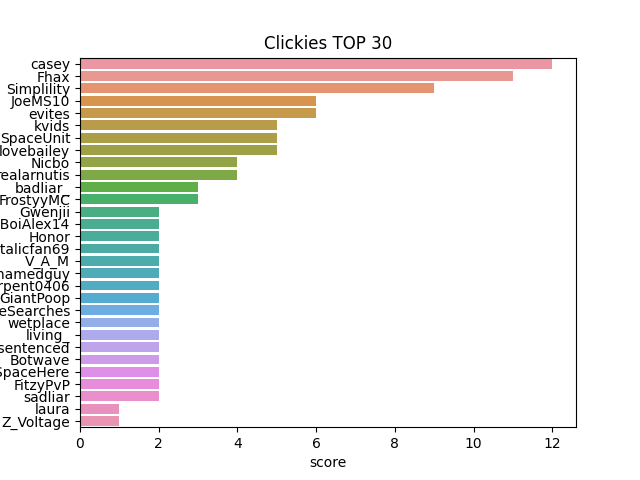 Clickies TOP 30
casey
Fhax
Simplility
JoeMS10
evites
kvids
SpaceUnit
lovebailey
Nicbo
realarnutis
badliar_
FrostyyMC
Gwenjii
BoiAlex14
Honor
talicfan69
V_A_M
namedguy
rpent0406
GiantPoop
eSearches
wetplace
living_
sentenced
Botwave
SpaceHere
FitzyPvP
sadliar
laura
Z_Voltage
0 2 4 6 8 10 12
score